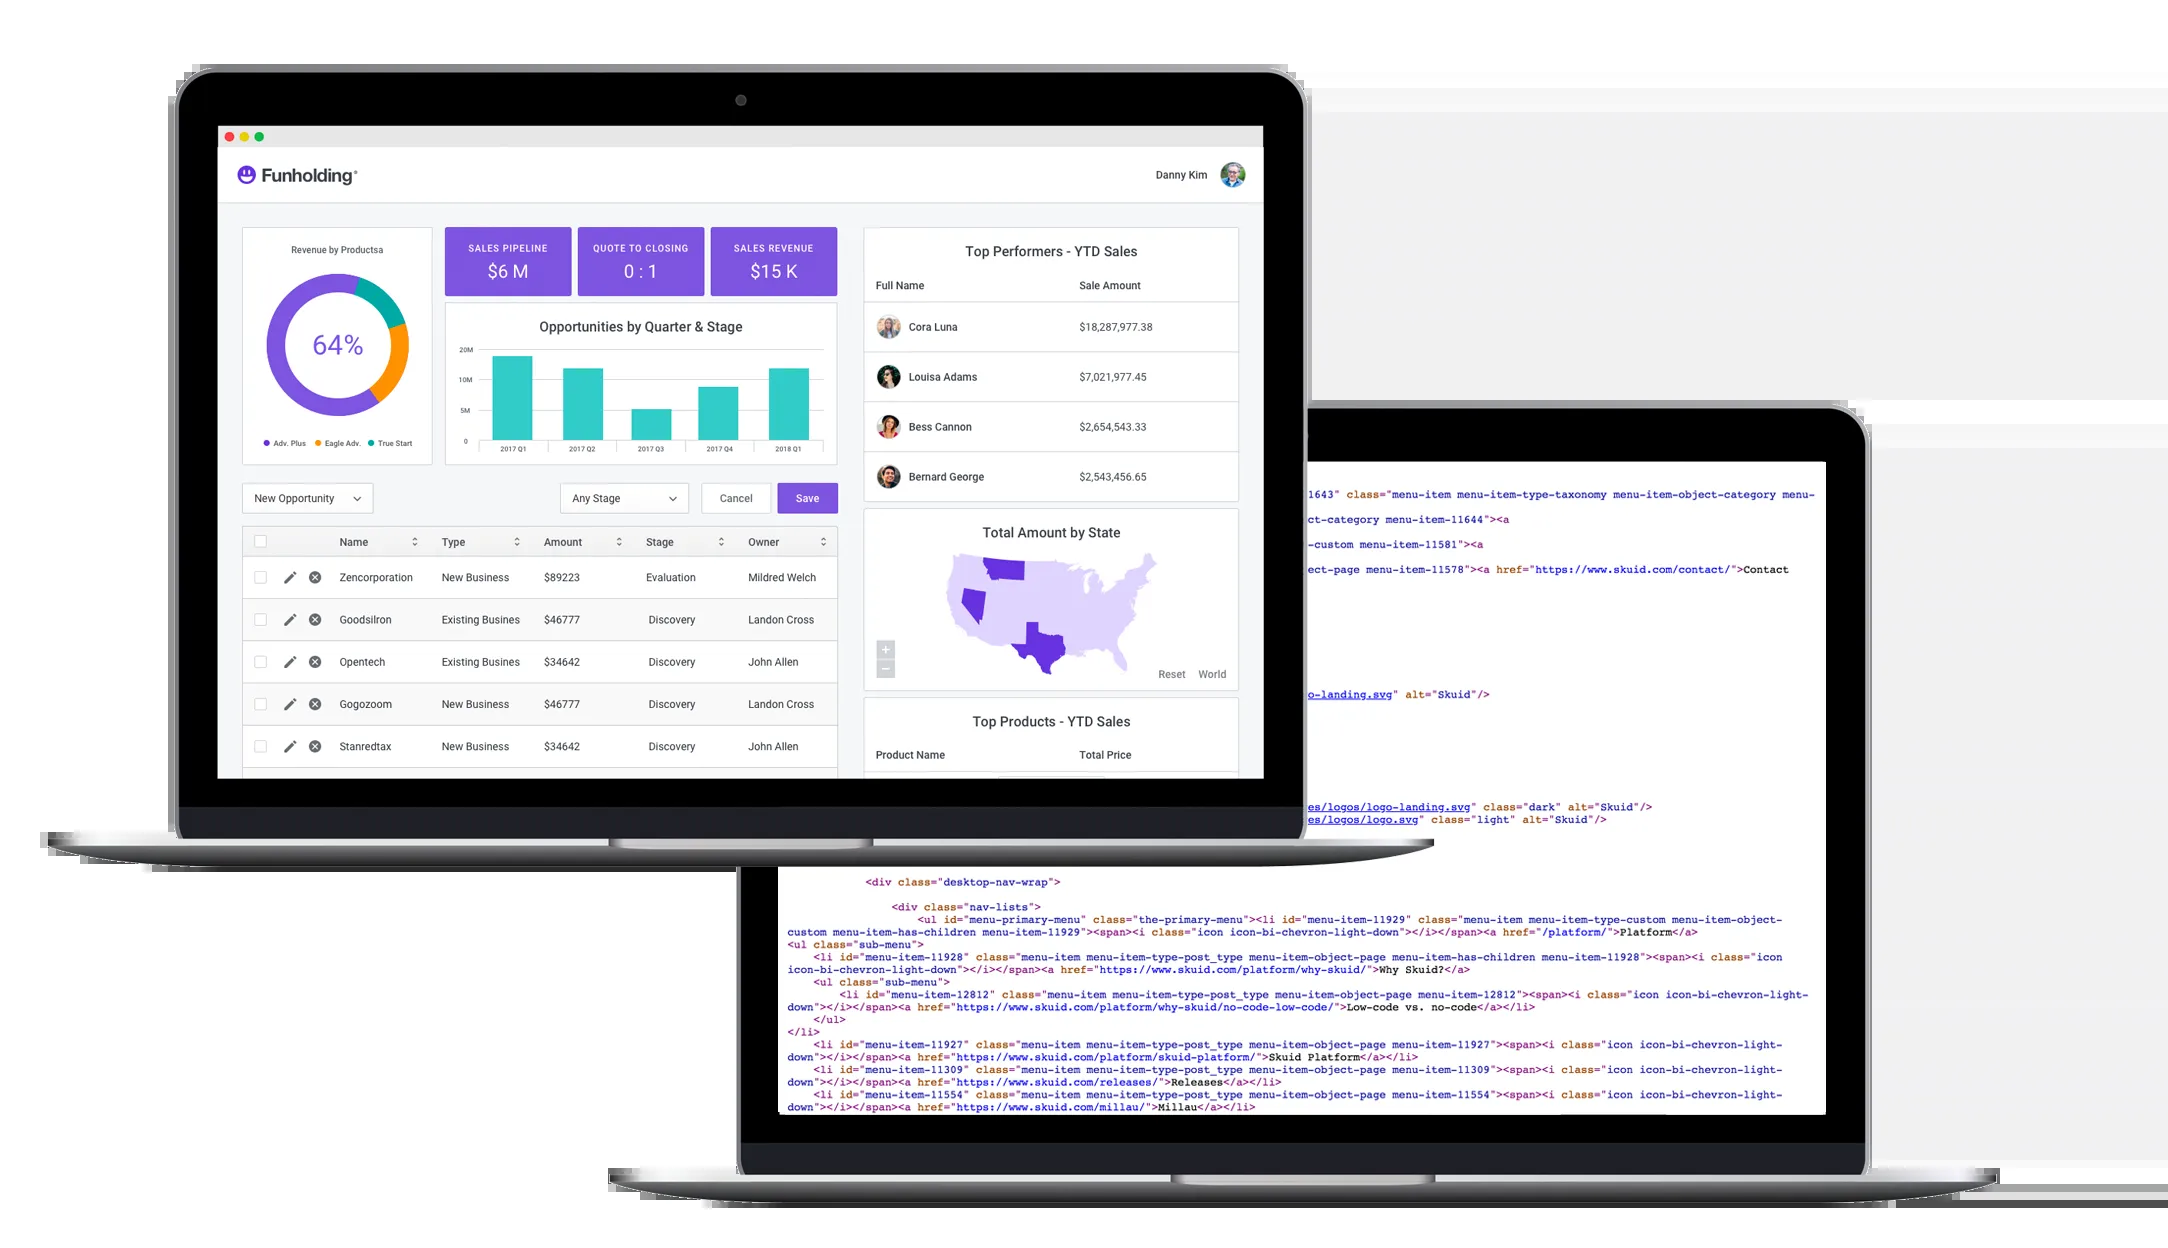 Funholding®
Danny Kim
Revenue by Productsa
64%
Adv. Plus Eagle Adv. True Start
SALES PIPELINE
$6 M
QUOTE TO CLOSING
0 : 1
SALES REVENUE
$15 K
Opportunities by Quarter & Stage
20M
10M
5M
0
2017 Q1 2017 Q2 2017 Q3 2017 Q4 2018 Q1
New Opportunity Any Stage Cancel Save
Name Type Amount Stage Owner
Zencorporation New Business $89223 Evaluation Mildred Welch
Goodsilron Existing Busines $46777 Discovery Landon Cross
Opentech Existing Busines $34642 Discovery John Allen
Gogozoom New Business $46777 Discovery Landon Cross
Stanredtax New Business $34642 Discovery John Allen
Top Performers - YTD Sales
Full Name Sale Amount
Cora Luna $18,287,977.38
Louisa Adams $7,021,977.45
Bess Cannon $2,654,543.33
Bernard George $2,543,456.65
Total Amount by State
+
−
Reset World
Top Products - YTD Sales
Product Name Total Price
1643" class="menu-item menu-item-type-taxonomy menu-item-object-category menu-
ct-category menu-item-11644"><a
-custom menu-item-11581"><a
ect-page menu-item-11578"><a href="https://www.skuid.com/contact/">Contact
o-landing.svg" alt="Skuid"/>
es/logos/logo-landing.svg" class="dark" alt="Skuid"/>
es/logos/logo.svg" class="light" alt="Skuid"/>
<div class="desktop-nav-wrap">
<div class="nav-lists">
<ul id="menu-primary-menu" class="the-primary-menu"><li id="menu-item-11929" class="menu-item menu-item-type-custom menu-item-object-
custom menu-item-has-children menu-item-11929"><span><i class="icon icon-bi-chevron-light-down"></i></span><a href="/platform/">Platform</a>
<ul class="sub-menu">
<li id="menu-item-11928" class="menu-item menu-item-type-post_type menu-item-object-page menu-item-has-children menu-item-11928"><span><i class="icon
icon-bi-chevron-light-down"></i></span><a href="https://www.skuid.com/platform/why-skuid/">Why Skuid?</a>
<ul class="sub-menu">
<li id="menu-item-12812" class="menu-item menu-item-type-post_type menu-item-object-page menu-item-12812"><span><i class="icon icon-bi-chevron-light-
down"></i></span><a href="https://www.skuid.com/platform/why-skuid/no-code-low-code/">Low-code vs. no-code</a></li>
</ul>
</li>
<li id="menu-item-11927" class="menu-item menu-item-type-post_type menu-item-object-page menu-item-11927"><span><i class="icon icon-bi-chevron-light-
down"></i></span><a href="https://www.skuid.com/platform/skuid-platform/">Skuid Platform</a></li>
<li id="menu-item-11309" class="menu-item menu-item-type-post_type menu-item-object-page menu-item-11309"><span><i class="icon icon-bi-chevron-light-
down"></i></span><a href="https://www.skuid.com/releases/">Releases</a></li>
<li id="menu-item-11554" class="menu-item menu-item-type-post_type menu-item-object-page menu-item-11554"><span><i class="icon icon-bi-chevron-light-
down"></i></span><a href="https://www.skuid.com/millau/">Millau</a></li>